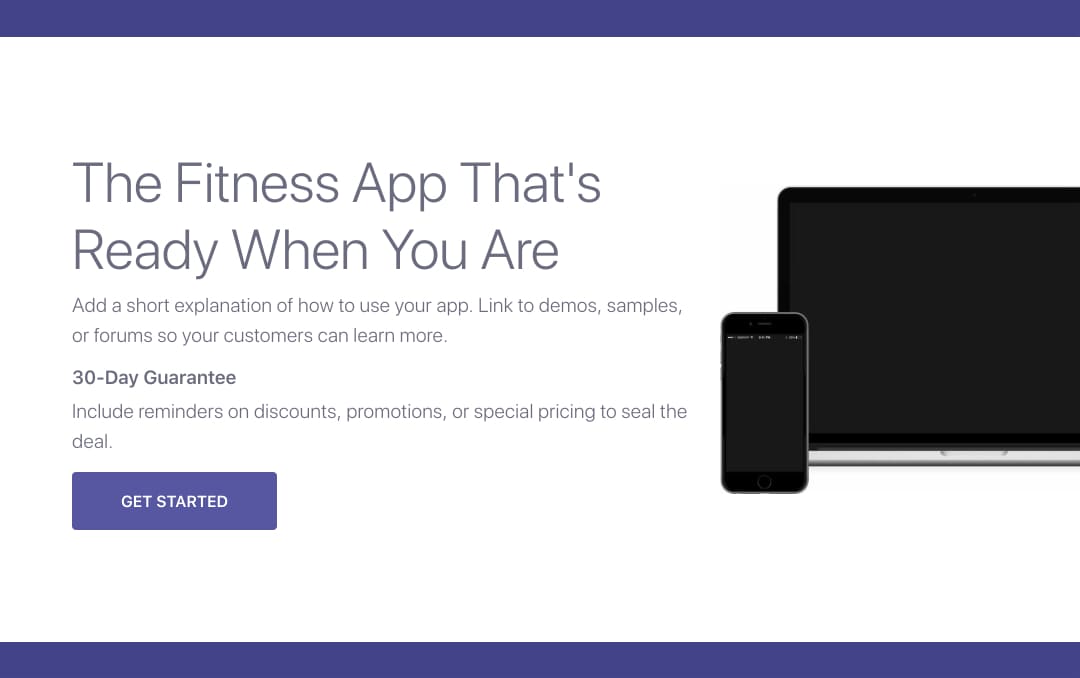 The Fitness App That's
Ready When You Are
Add a short explanation of how to use your app. Link to demos, samples,
or forums so your customers can learn more.
30-Day Guarantee
Include reminders on discounts, promotions, or special pricing to seal the
deal.
GET STARTED